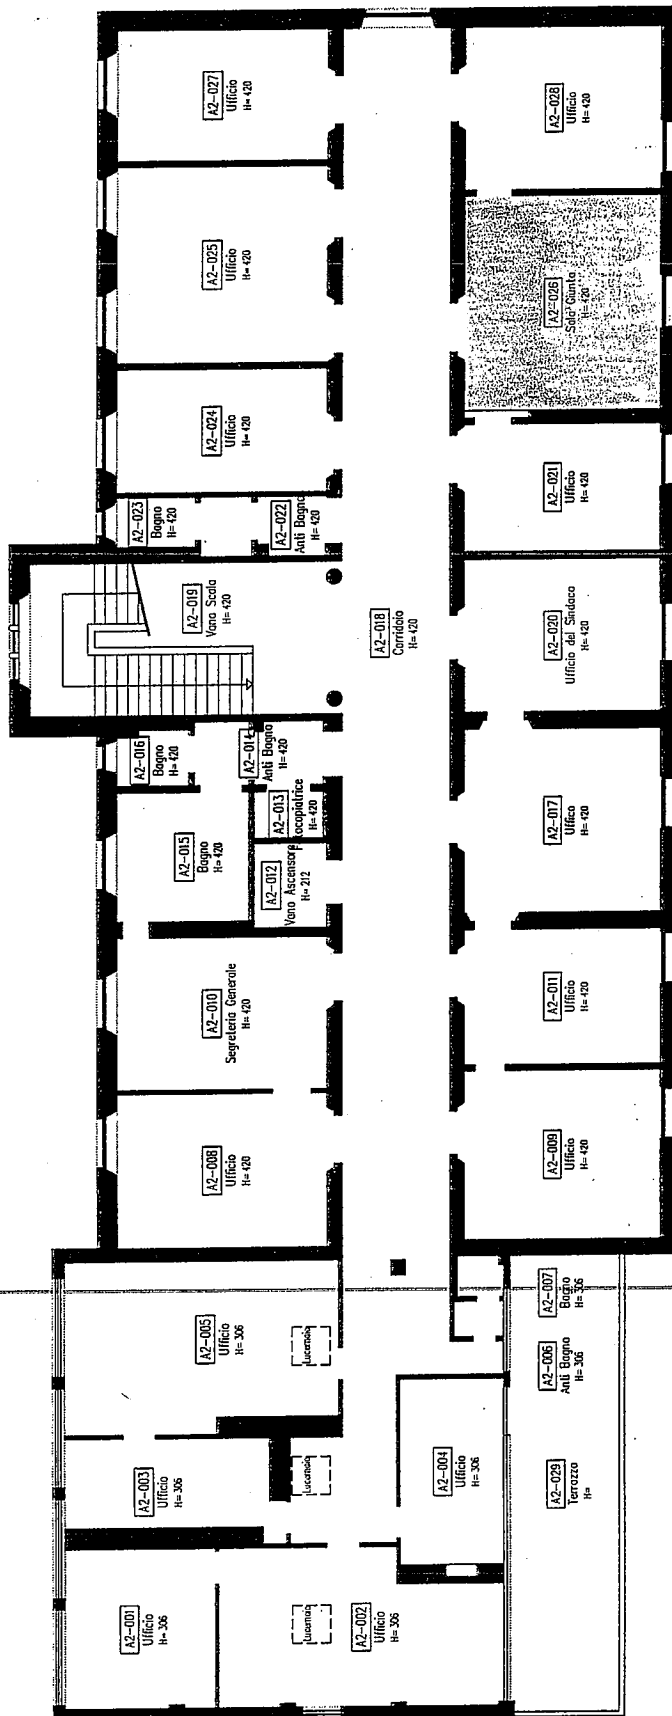 A2-027
Ufficio
H=420
A2-028
Ufficio
H=420
A2-025
Ufficio
H=420
A2-026
Sala Giunta
H=420
A2-024
Ufficio
H=420
A2-021
Ufficio
H=420
A2-023
Bagno
H=420
A2-022
Anti Bagno
H=420
A2-019
Vano Scala
H=420
A2-018
Corridoio
H=420
A2-020
Ufficio del Sindaco
H=420
A2-016
Bagno
H=420
A2-014
Anti Bagno
H=420
A2-013
Fotocopiatrice
H=420
A2-017
Ufficio
H=420
A2-015
Bagno
H=420
A2-012
Vano Ascensore
H=212
A2-010
Segreteria Generale
H=420
A2-011
Ufficio
H=420
A2-008
Ufficio
H=420
A2-009
Ufficio
H=420
A2-007
Bagno
H=306
A2-005
Ufficio
H=306
Lucernaio
A2-006
Anti Bagno
H=306
A2-003
Ufficio
H=306
Lucernaio
A2-004
Ufficio
H=306
A2-029
Terrazzo
H=
A2-001
Ufficio
H=306
Lucernaio
A2-002
Ufficio
H=306